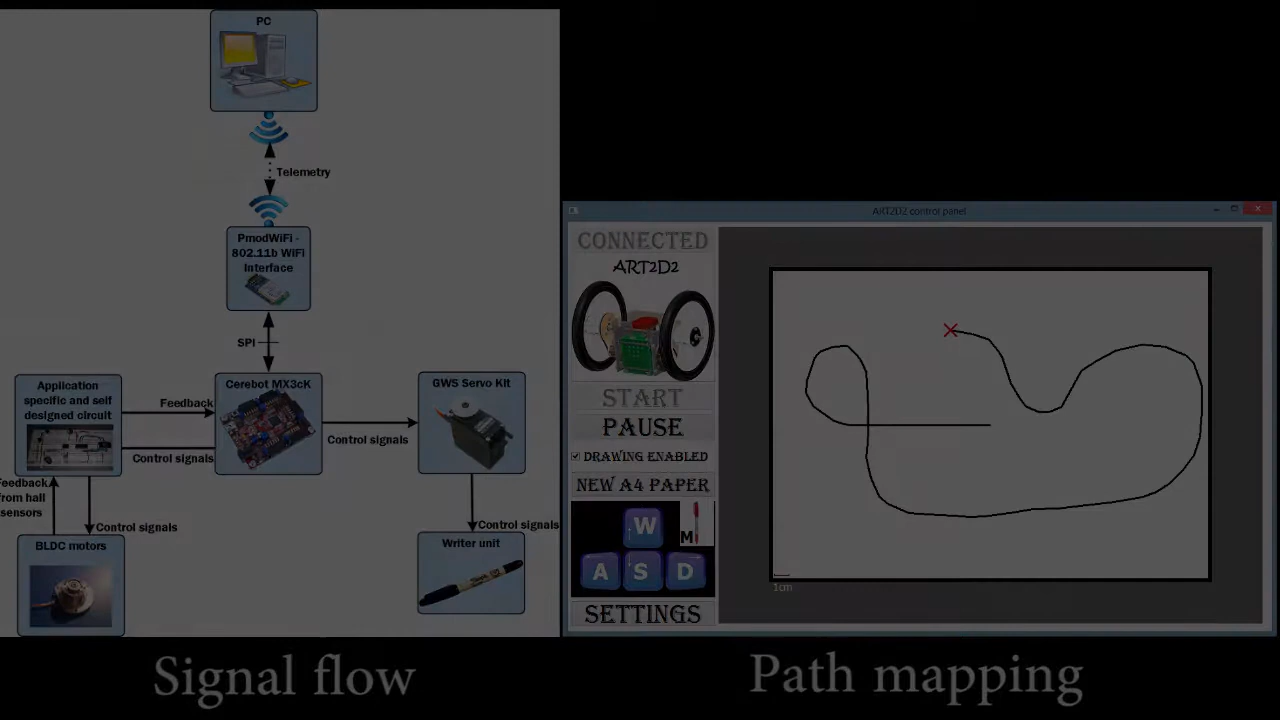 PC
Telemetry
PmodWiFi -
802.11b WiFi
Interface
SPI
Application
specific and self
designed circuit
Feedback
Control signals
Cerebot MX3cK
Control signals
GWS Servo Kit
Feedback
from hall
sensors
Control signals
BLDC motors
Control signals
Writer unit
Signal flow
ART2D2 control panel
CONNECTED
ART2D2
START
PAUSE
DRAWING ENABLED
NEW A4 PAPER
W
M
A
S
D
SETTINGS
1cm
Path mapping